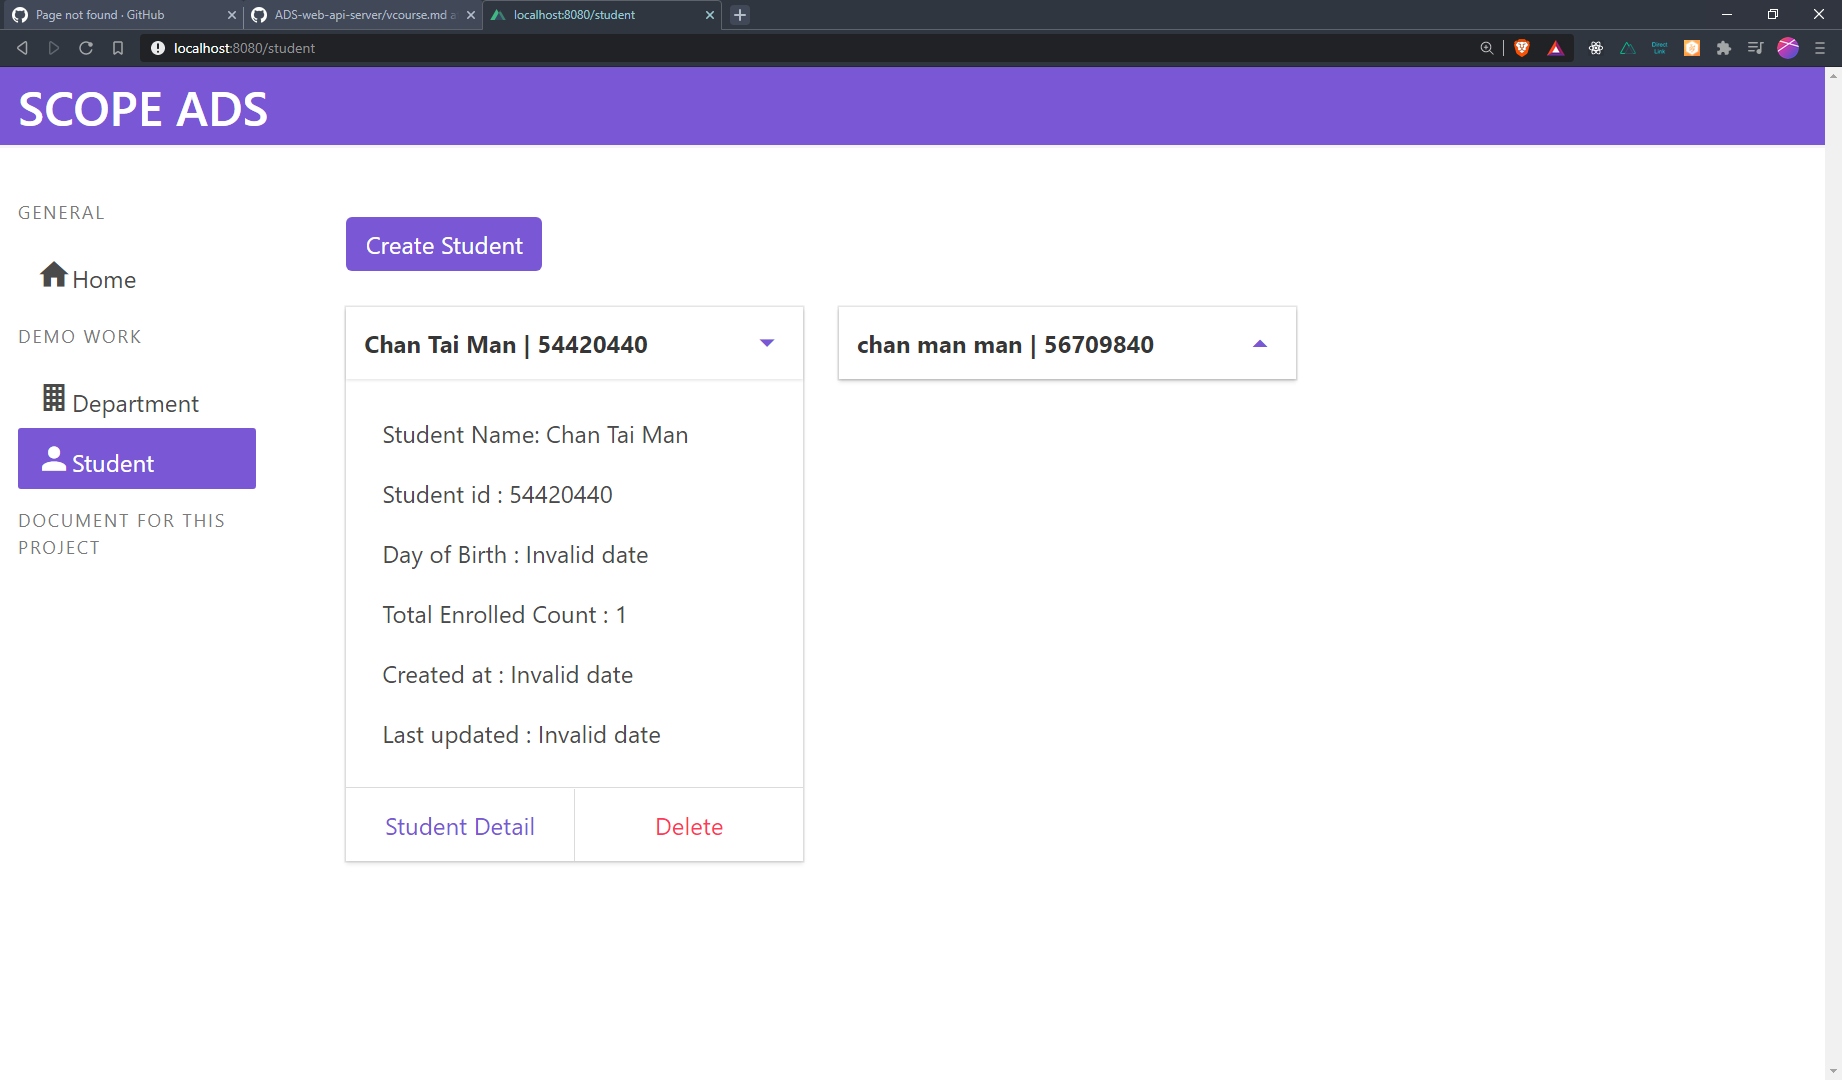 Page not found · GitHub
ADS-web-api-server/vcourse.md a
localhost:8080/student
localhost:8080/student
Direct
Link
SCOPE ADS
GENERAL
Home
DEMO WORK
Department
Student
DOCUMENT FOR THIS
PROJECT
Create Student
Chan Tai Man | 54420440
Student Name: Chan Tai Man
Student id : 54420440
Day of Birth : Invalid date
Total Enrolled Count : 1
Created at : Invalid date
Last updated : Invalid date
Student Detail
Delete
chan man man | 56709840